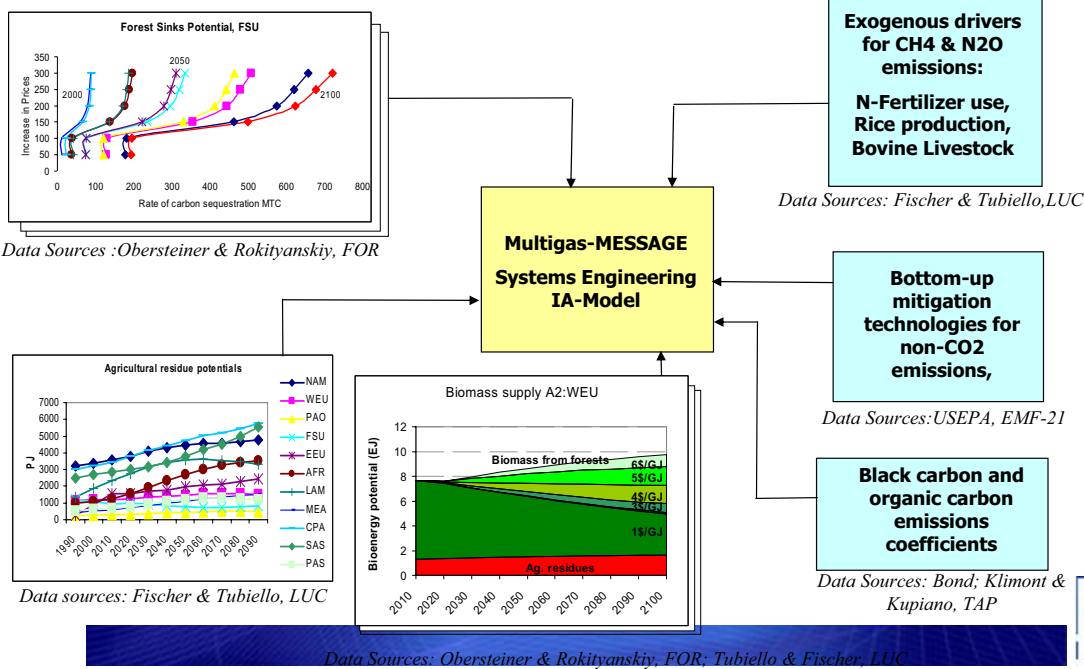 Forest Sinks Potential, FSU
Increase in Prices
350
300
250
200
150
100
50
0
2000
2050
2100
0 100 200 300 400 500 600 700 800
Rate of carbon sequestration MTC
Data Sources :Obersteiner & Rokityanskiy, FOR
Exogenous drivers
for CH4 & N2O
emissions:
N-Fertilizer use,
Rice production,
Bovine Livestock
Data Sources: Fischer & Tubiello,LUC
Multigas-MESSAGE
Systems Engineering
IA-Model
Bottom-up
mitigation
technologies for
non-CO2
emissions,
Data Sources:USEPA, EMF-21
Agricultural residue potentials
PJ
7000
6000
5000
4000
3000
2000
1000
0
1990 2000 2010 2020 2030 2040 2050 2060 2070 2080 2090
NAM
WEU
PAO
FSU
EEU
AFR
LAM
MEA
CPA
SAS
PAS
Data sources: Fischer & Tubiello, LUC
Biomass supply A2:WEU
Bioenergy potential (EJ)
12
10
8
6
4
2
0
Biomass from forests
6$/GJ
5$/GJ
4$/GJ
3$/GJ
1$/GJ
Ag. residues
2010 2020 2030 2040 2050 2060 2070 2080 2090 2100
Black carbon and
organic carbon
emissions
coefficients
Data Sources: Bond; Klimont &
Kupiano, TAP
Data Sources: Obersteiner & Rokityanskiy, FOR; Tubiello & Fischer, LUC